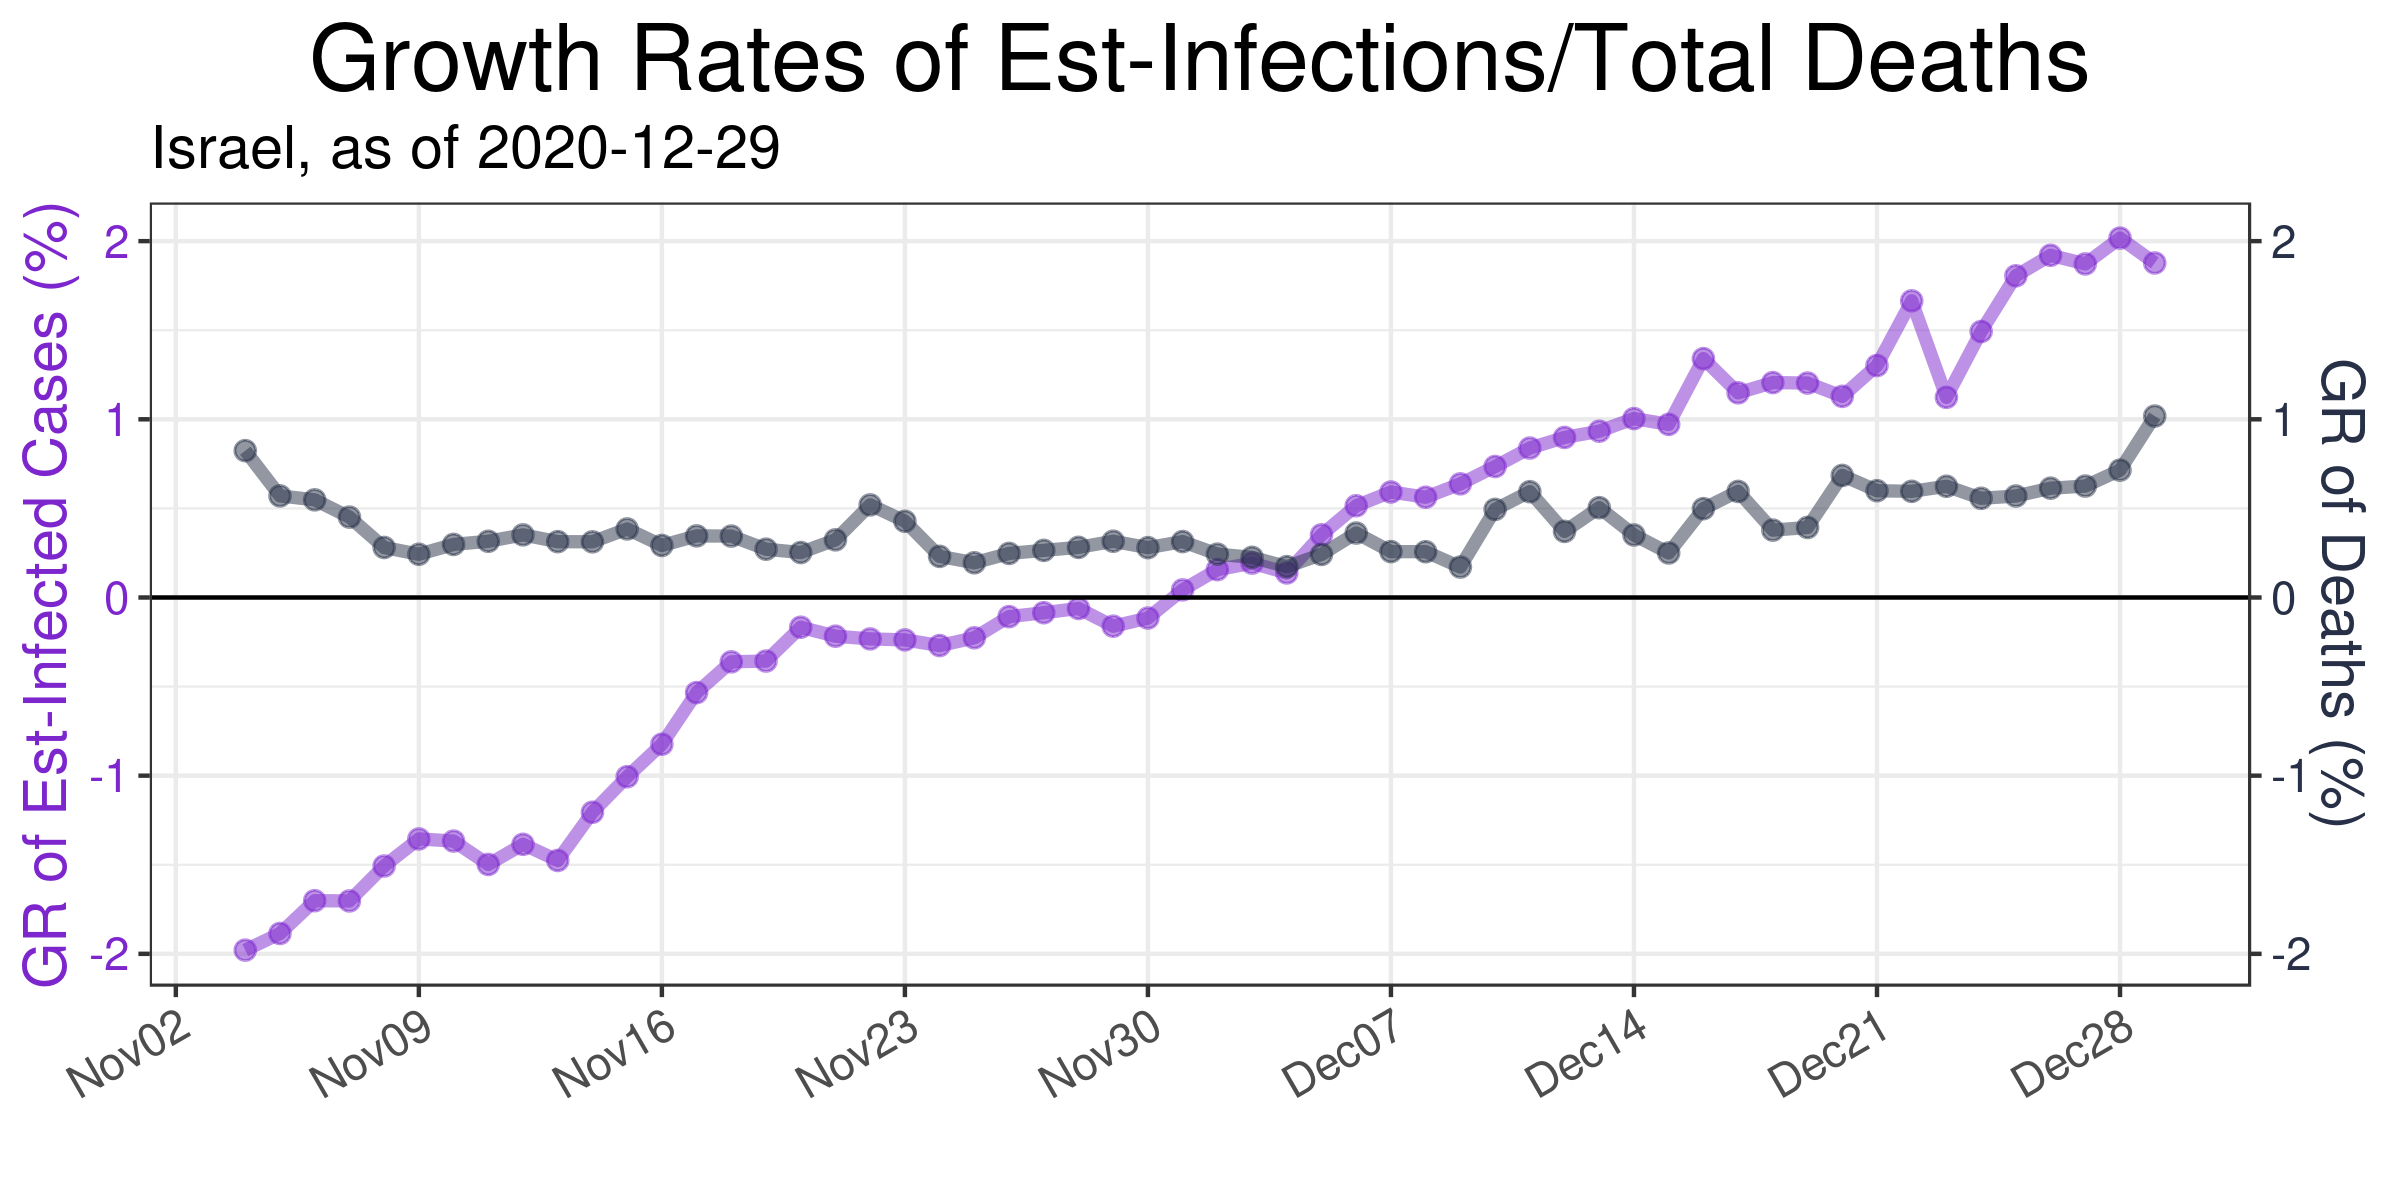 Growth Rates of Est-Infections/Total Deaths
Israel, as of 2020-12-29
GR of Est-Infected Cases (%)
2
1
0
-1
-2
2
1
0
-1
-2
GR of Deaths (%)
Nov02
Nov09
Nov16
Nov23
Nov30
Dec07
Dec14
Dec21
Dec28